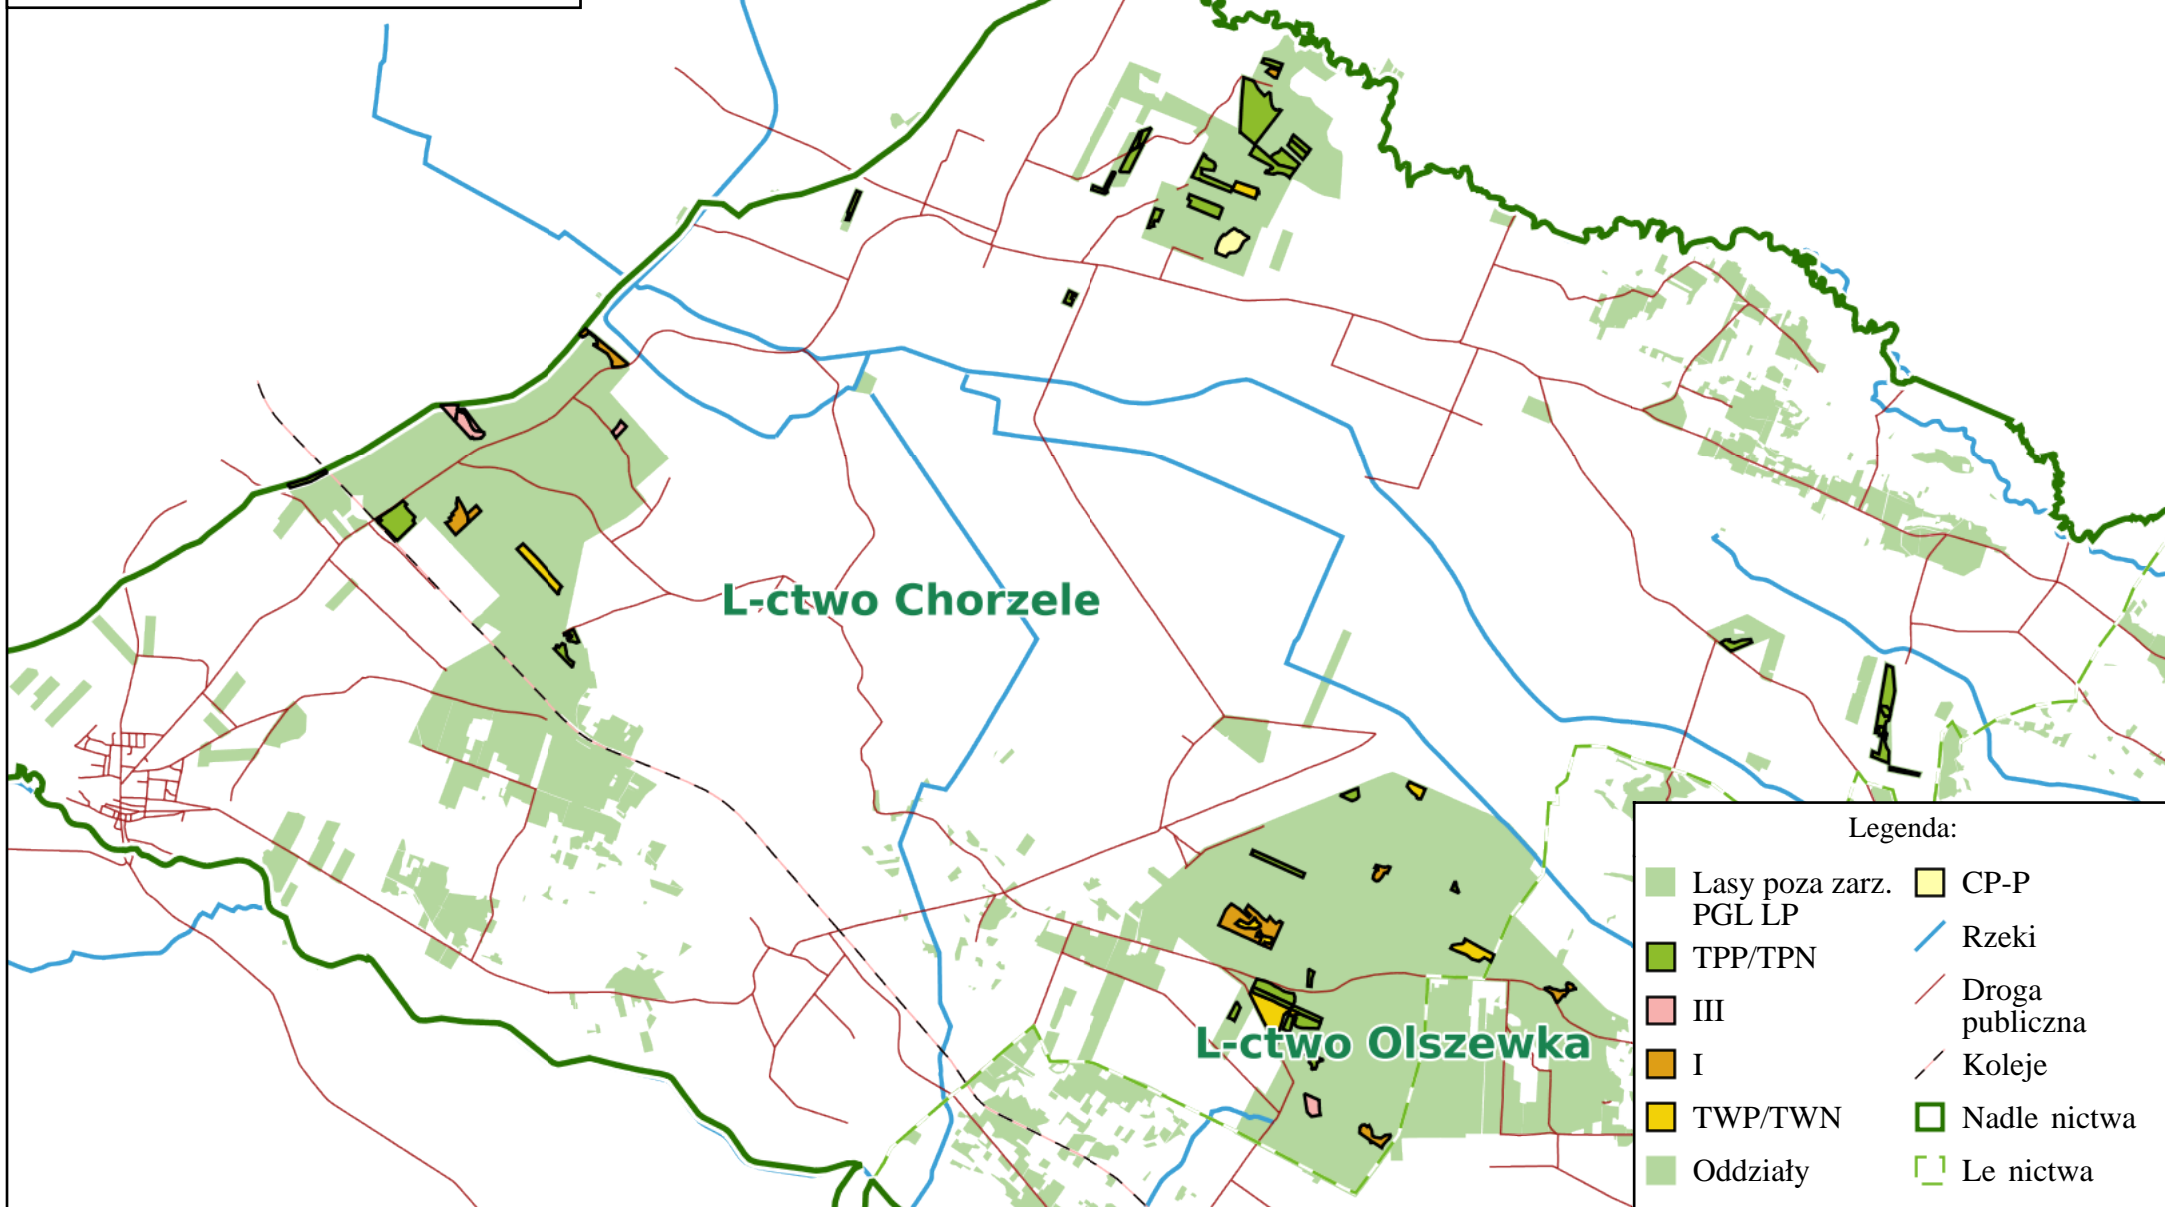 L-ctwo Chorzele
L-ctwo Olszewka
Legenda:
Lasy poza zarz.
PGL LP
TPP/TPN
III
I
TWP/TWN
Oddziały
CP-P
Rzeki
Droga
publiczna
Koleje
Nadle nictwa
Le nictwa